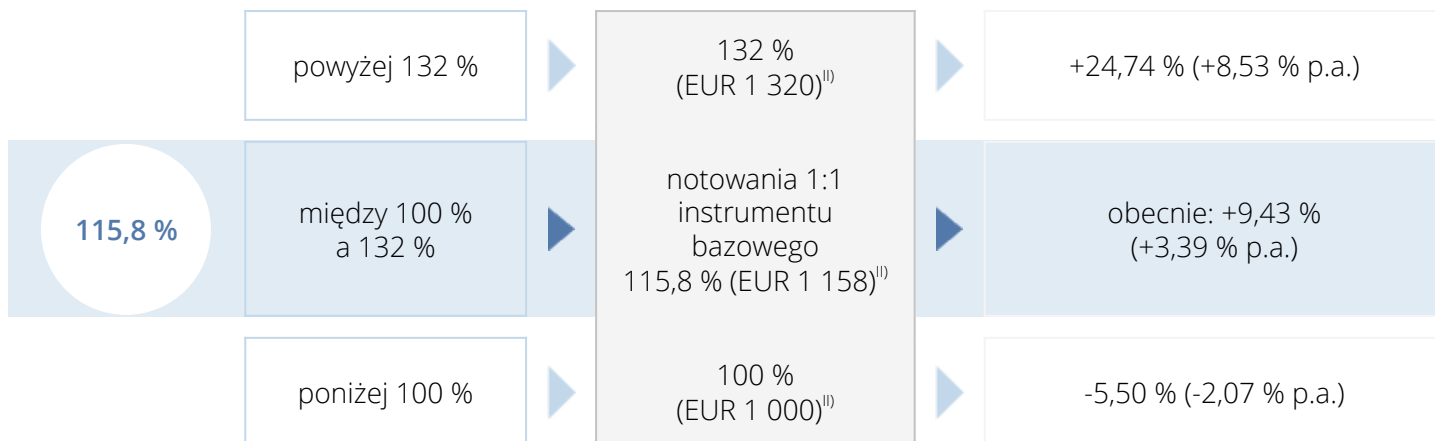 powyżej 132 %
132 %
(EUR 1 320)II)
+24,74 % (+8,53 % p.a.)
115,8 %
między 100 %
a 132 %
notowania 1:1
instrumentu
bazowego
115,8 % (EUR 1 158)II)
obecnie: +9,43 %
(+3,39 % p.a.)
poniżej 100 %
100 %
(EUR 1 000)II)
-5,50 % (-2,07 % p.a.)